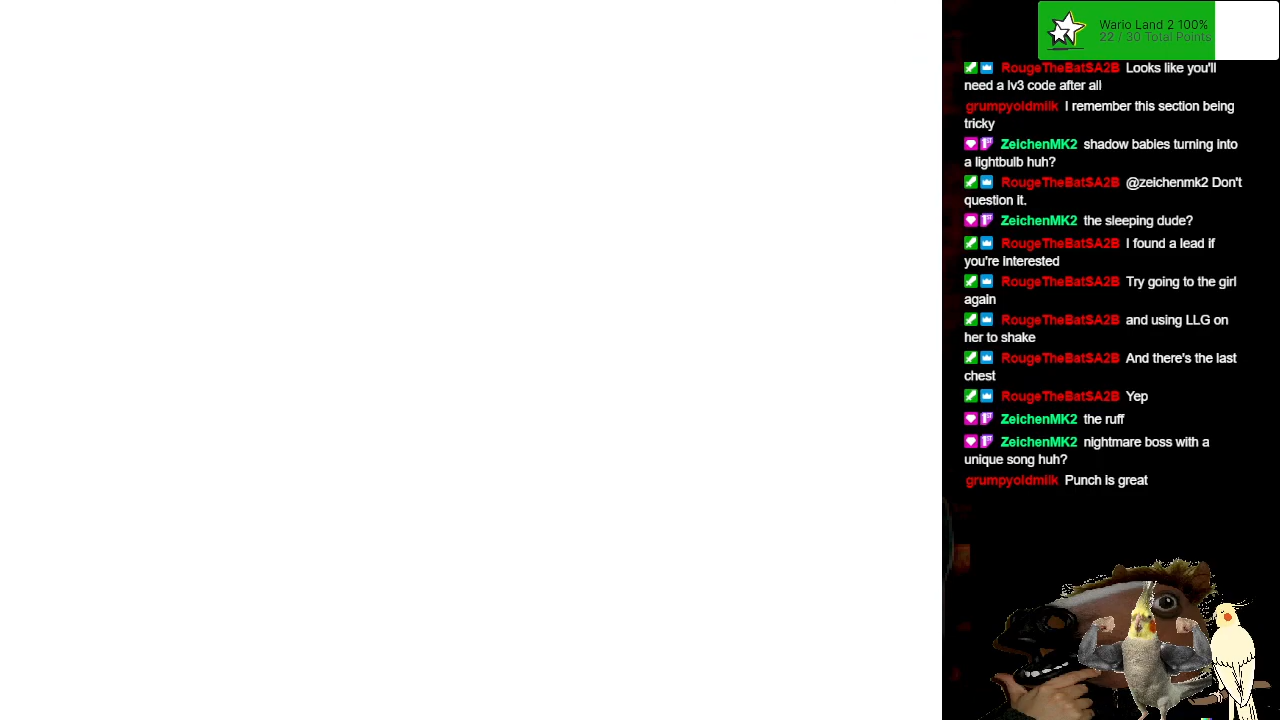 Wario Land 2 100%
22 / 30 Total Points
RougeTheBatSA2B Looks like you'll
need a lv3 code after all
grumpyoldmilk I remember this section being
tricky
ZeichenMK2 shadow babies turning into
a lightbulb huh?
RougeTheBatSA2B @zeichenmk2 Don't
question it.
ZeichenMK2 the sleeping dude?
RougeTheBatSA2B I found a lead if
you're interested
RougeTheBatSA2B Try going to the girl
again
RougeTheBatSA2B and using LLG on
her to shake
RougeTheBatSA2B And there's the last
chest
RougeTheBatSA2B Yep
ZeichenMK2 the ruff
ZeichenMK2 nightmare boss with a
unique song huh?
grumpyoldmilk Punch is great